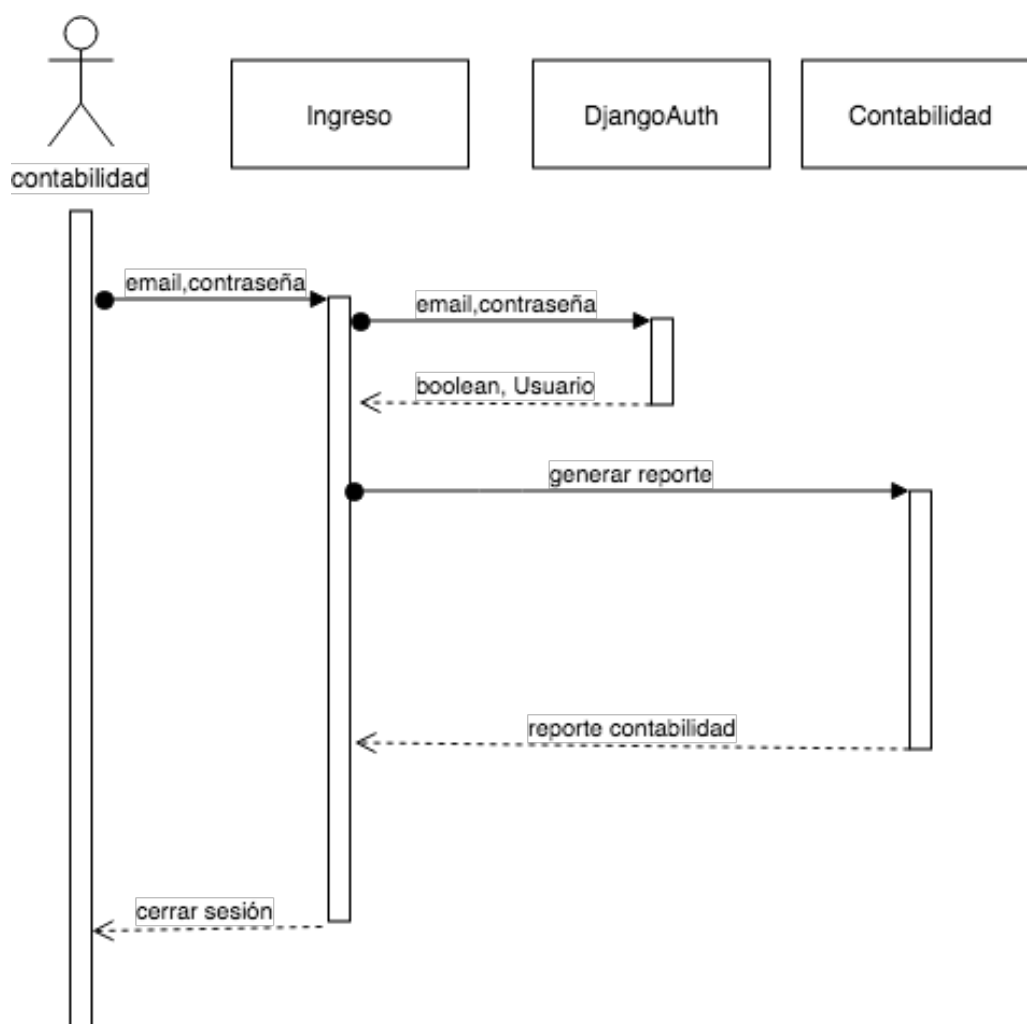 Ingreso
DjangoAuth
Contabilidad
contabilidad
email,contraseña
email,contraseña
boolean, Usuario
generar reporte
reporte contabilidad
cerrar sesión